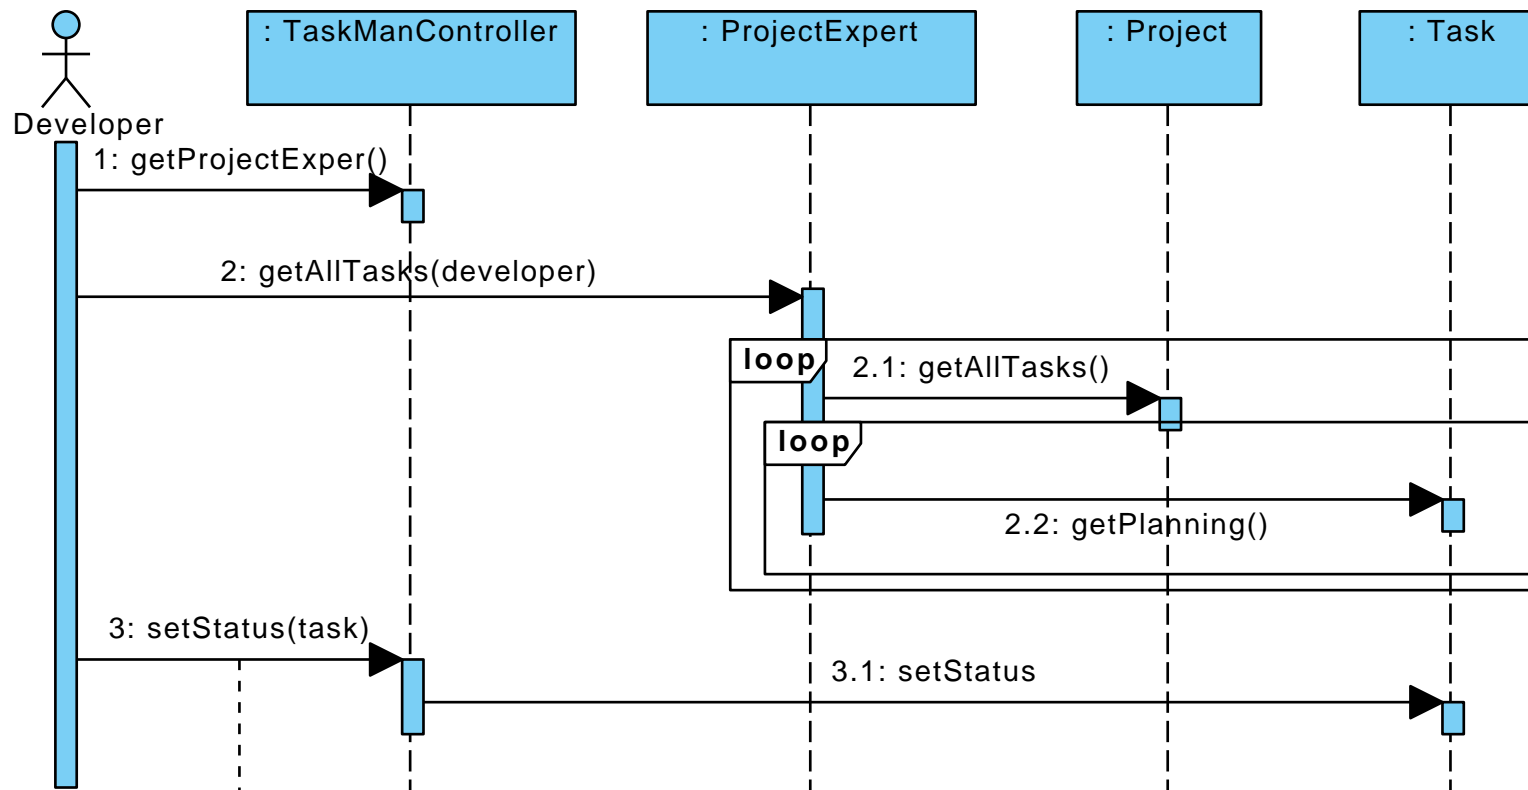 : TaskManController
: ProjectExpert
: Project
: Task
Developer
1: getProjectExper()
2: getAllTasks(developer)
loop
2.1: getAllTasks()
loop
2.2: getPlanning()
3: setStatus(task)
3.1: setStatus